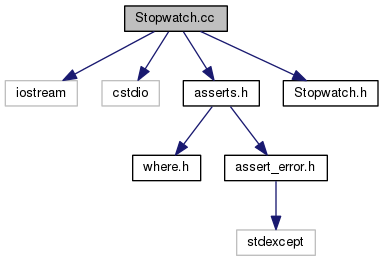 Stopwatch.cc
iostream
cstdio
asserts.h
Stopwatch.h
where.h
assert_error.h
stdexcept